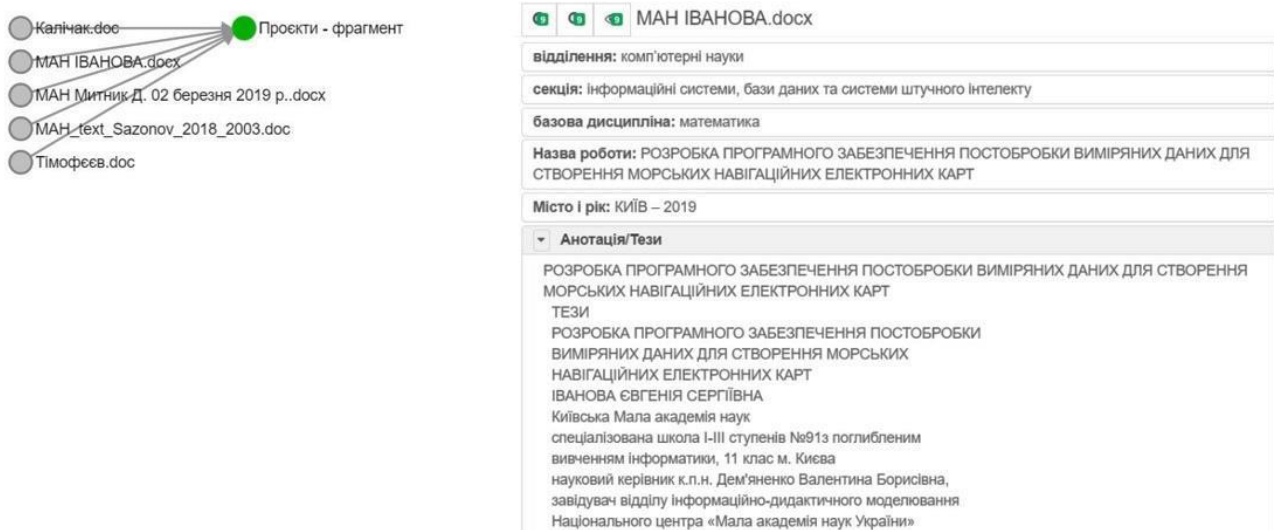 Калічак.doc
Проєкти - фрагмент
МАН ІВАНОВА.docx
МАН Митник Д. 02 березня 2019 р..docx
МАН_text_Sazonov_2018_2003.doc
Тімофєєв.doc
МАН ІВАНОВА.docx
відділення: комп'ютерні науки
секція: інформаційні системи, бази даних та системи штучного інтелекту
базова дисципліна: математика
Назва роботи: РОЗРОБКА ПРОГРАМНОГО ЗАБЕЗПЕЧЕННЯ ПОСТОБРОБКИ ВИМІРЯНИХ ДАНИХ ДЛЯ
СТВОРЕННЯ МОРСЬКИХ НАВІГАЦІЙНИХ ЕЛЕКТРОННИХ КАРТ
Місто і рік: КИЇВ – 2019
Анотація/Тези
РОЗРОБКА ПРОГРАМНОГО ЗАБЕЗПЕЧЕННЯ ПОСТОБРОБКИ ВИМІРЯНИХ ДАНИХ ДЛЯ СТВОРЕННЯ
МОРСЬКИХ НАВІГАЦІЙНИХ ЕЛЕКТРОННИХ КАРТ
ТЕЗИ
РОЗРОБКА ПРОГРАМНОГО ЗАБЕЗПЕЧЕННЯ ПОСТОБРОБКИ
ВИМІРЯНИХ ДАНИХ ДЛЯ СТВОРЕННЯ МОРСЬКИХ
НАВІГАЦІЙНИХ ЕЛЕКТРОННИХ КАРТ
ІВАНОВА ЄВГЕНІЯ СЕРГІЇВНА
Київська Мала академія наук
спеціалізована школа І-ІІІ ступенів №91з поглибленим
вивченням інформатики, 11 клас м. Києва
науковий керівник к.п.н. Дем'яненко Валентина Борисівна,
завідувач відділу інформаційно-дидактичного моделювання
Національного центра «Мала академія наук України»